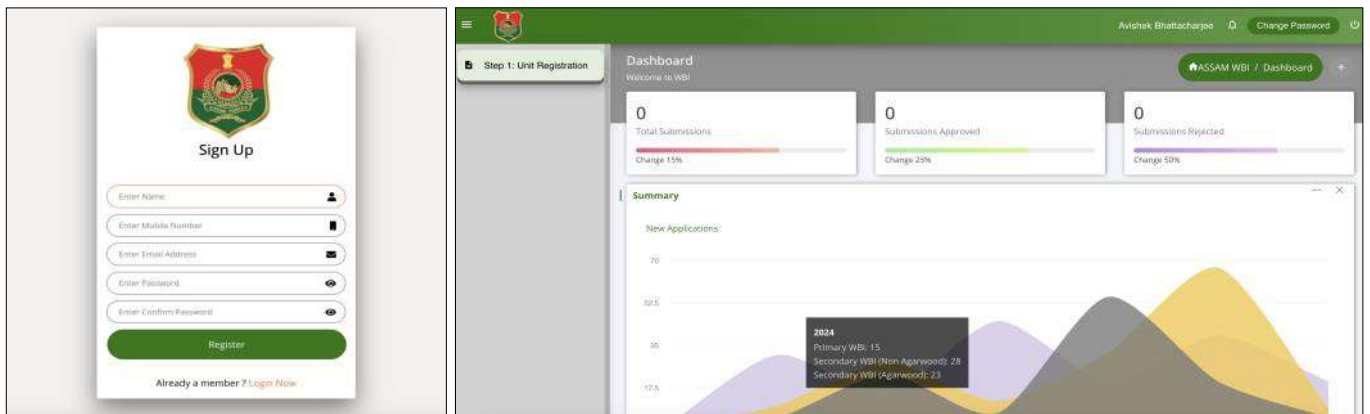 Sign Up
Enter Name
Enter Mobile Number
Enter Email Address
Enter Password
Enter Confirm Password
Register
Already a member ? Login Now
Avishek Bhattacharjee
Change Password
Step 1: Unit Registration
Dashboard
Welcome to WBI
ASSAM WBI / Dashboard
+
0
Total Submissions
Change 15%
0
Submissions Approved
Change 25%
0
Submissions Rejected
Change 50%
Summary
New Applications:
70
52.5
35
17.5
2024
Primary WBI: 15
Secondary WBI (Non Agarwood): 28
Secondary WBI (Agarwood): 23